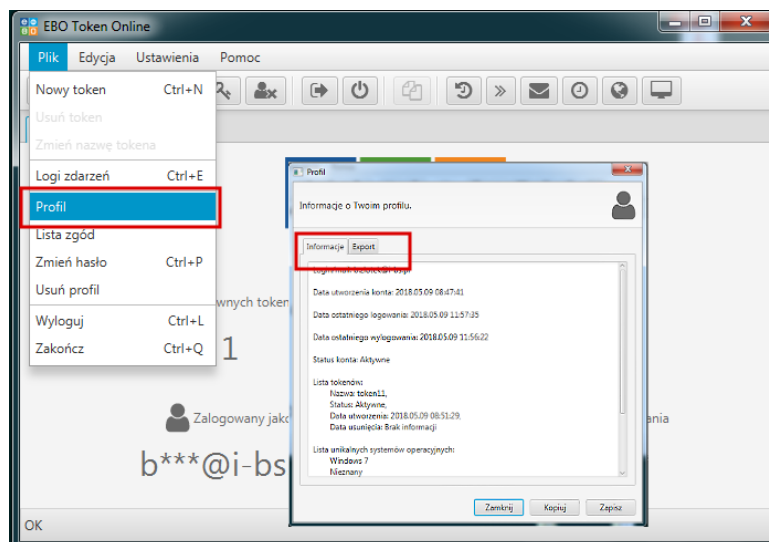 EBO Token Online
Plik Edycja Ustawienia Pomoc
Nowy token Ctrl+N
Usuń token
Zmień nazwę tokena
Logi zdarzeń Ctrl+E
Profil
Lista zgód
Zmień hasło Ctrl+P
Usuń profil
Wyloguj Ctrl+L
Zakończ Ctrl+Q
wnych token
1
Zalogowany jako
b***@i-bs
ania
OK
Profil
Informacje o Twoim profilu.
Informacje Export
Data utworzenia konta: 2018.05.09 08:47:41
Data ostatniego logowania: 2018.05.09 11:57:35
Data ostatniego wylogowania: 2018.05.09 11:56:22
Status konta: Aktywne
Lista tokenów:
Nazwa: token11,
Status: Aktywne,
Data utworzenia: 2018.05.09 08:51:29.
Data usunięcia: Brak informacji
Lista unikalnych systemów operacyjnych:
Windows 7
Nieznany
Zamknij Kopiuj Zapisz